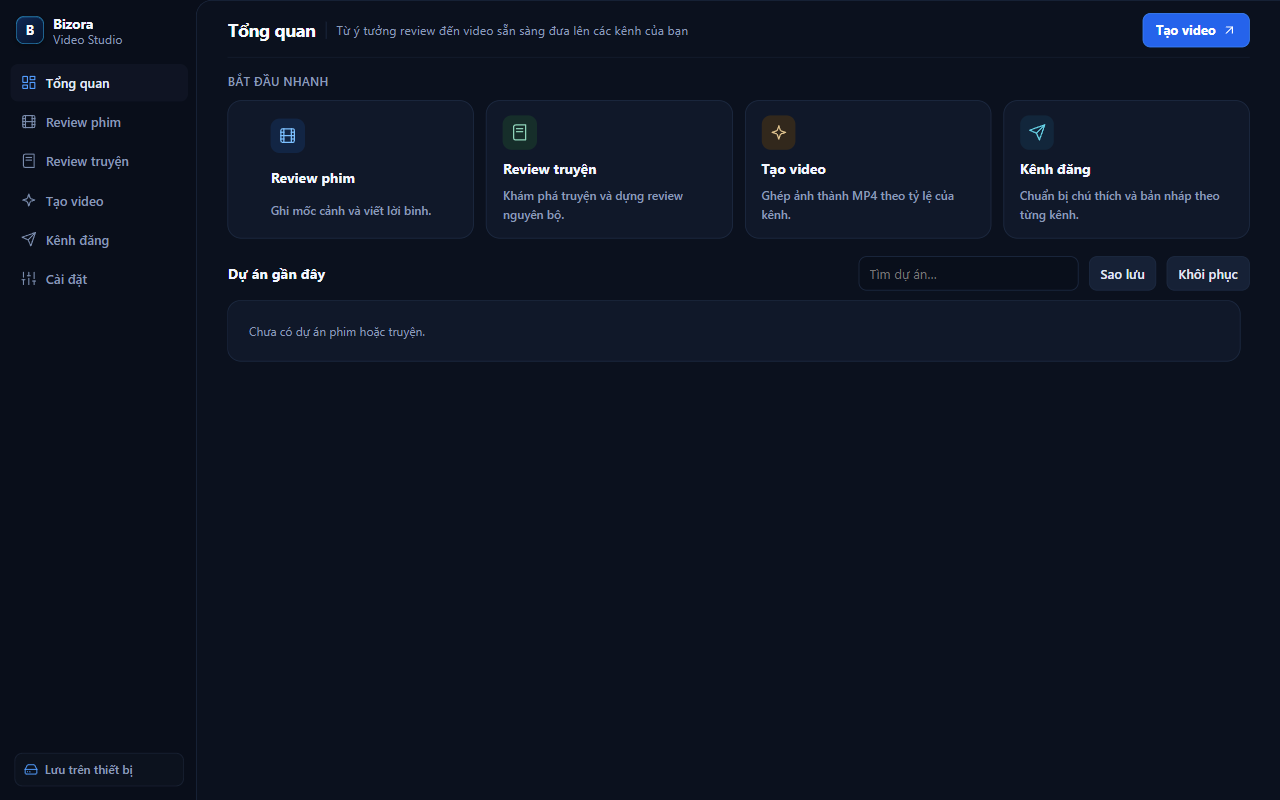 B
Bizora
Video Studio
Tổng quan
Review phim
Review truyện
Tạo video
Kênh đăng
Cài đặt
Lưu trên thiết bị
Tổng quan
Từ ý tưởng review đến video sẵn sàng đưa lên các kênh của bạn
Tạo video
BẮT ĐẦU NHANH
Review phim
Ghi mốc cảnh và viết lời bình.
Review truyện
Khám phá truyện và dựng review
nguyên bộ.
Tạo video
Ghép ảnh thành MP4 theo tỷ lệ của
kênh.
Kênh đăng
Chuẩn bị chú thích và bản nháp theo
từng kênh.
Dự án gần đây
Tìm dự án...
Sao lưu
Khôi phục
Chưa có dự án phim hoặc truyện.